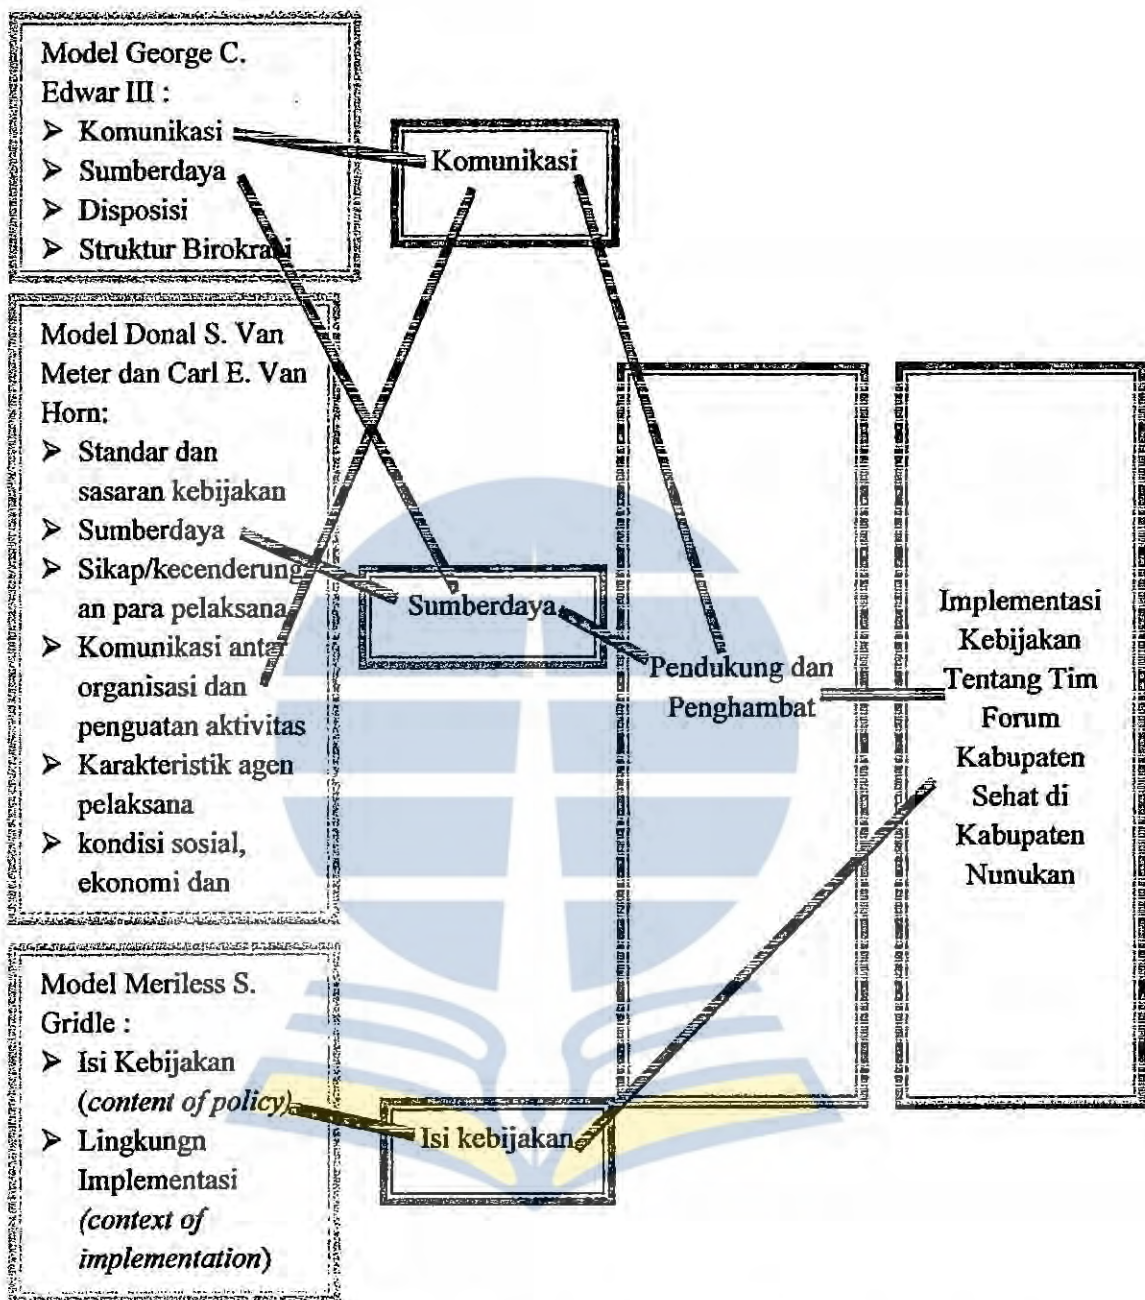 Model George C.
Edwar III :
➢ Komunikasi
➢ Sumberdaya
➢ Disposisi
➢ Struktur Birokrasi
Komunikasi
Model Donal S. Van
Meter dan Carl E. Van
Horn:
➢ Standar dan
sasaran kebijakan
➢ Sumberdaya
➢ Sikap/kecenderung
an para pelaksana
➢ Komunikasi antar
organisasi dan
penguatan aktivitas
➢ Karakteristik agen
pelaksana
➢ kondisi sosial,
ekonomi dan
Sumberdaya
Pendukung dan
Penghambat
Implementasi
Kebijakan
Tentang Tim
Forum
Kabupaten
Sehat di
Kabupaten
Nunukan
Model Meriless S.
Gridle :
➢ Isi Kebijakan
(content of policy)
➢ Lingkungn
Implementasi
(context of
implementation)
Isi kebijakan